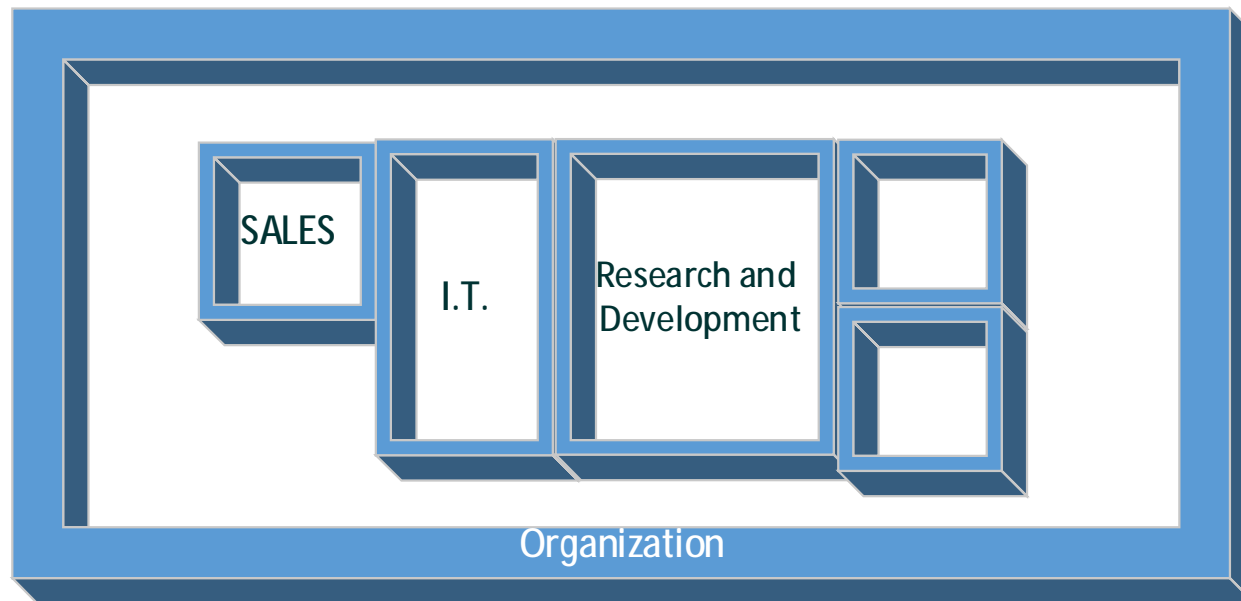 SALES
I.T.
Research and
Development
Organization